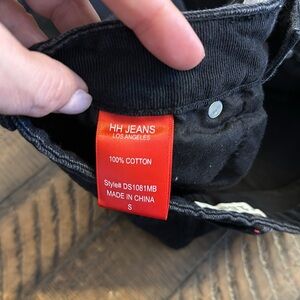 HH JEANS
LOS ANGELES
100% COTTON
Style# DS1081MB
MADE IN CHINA
S